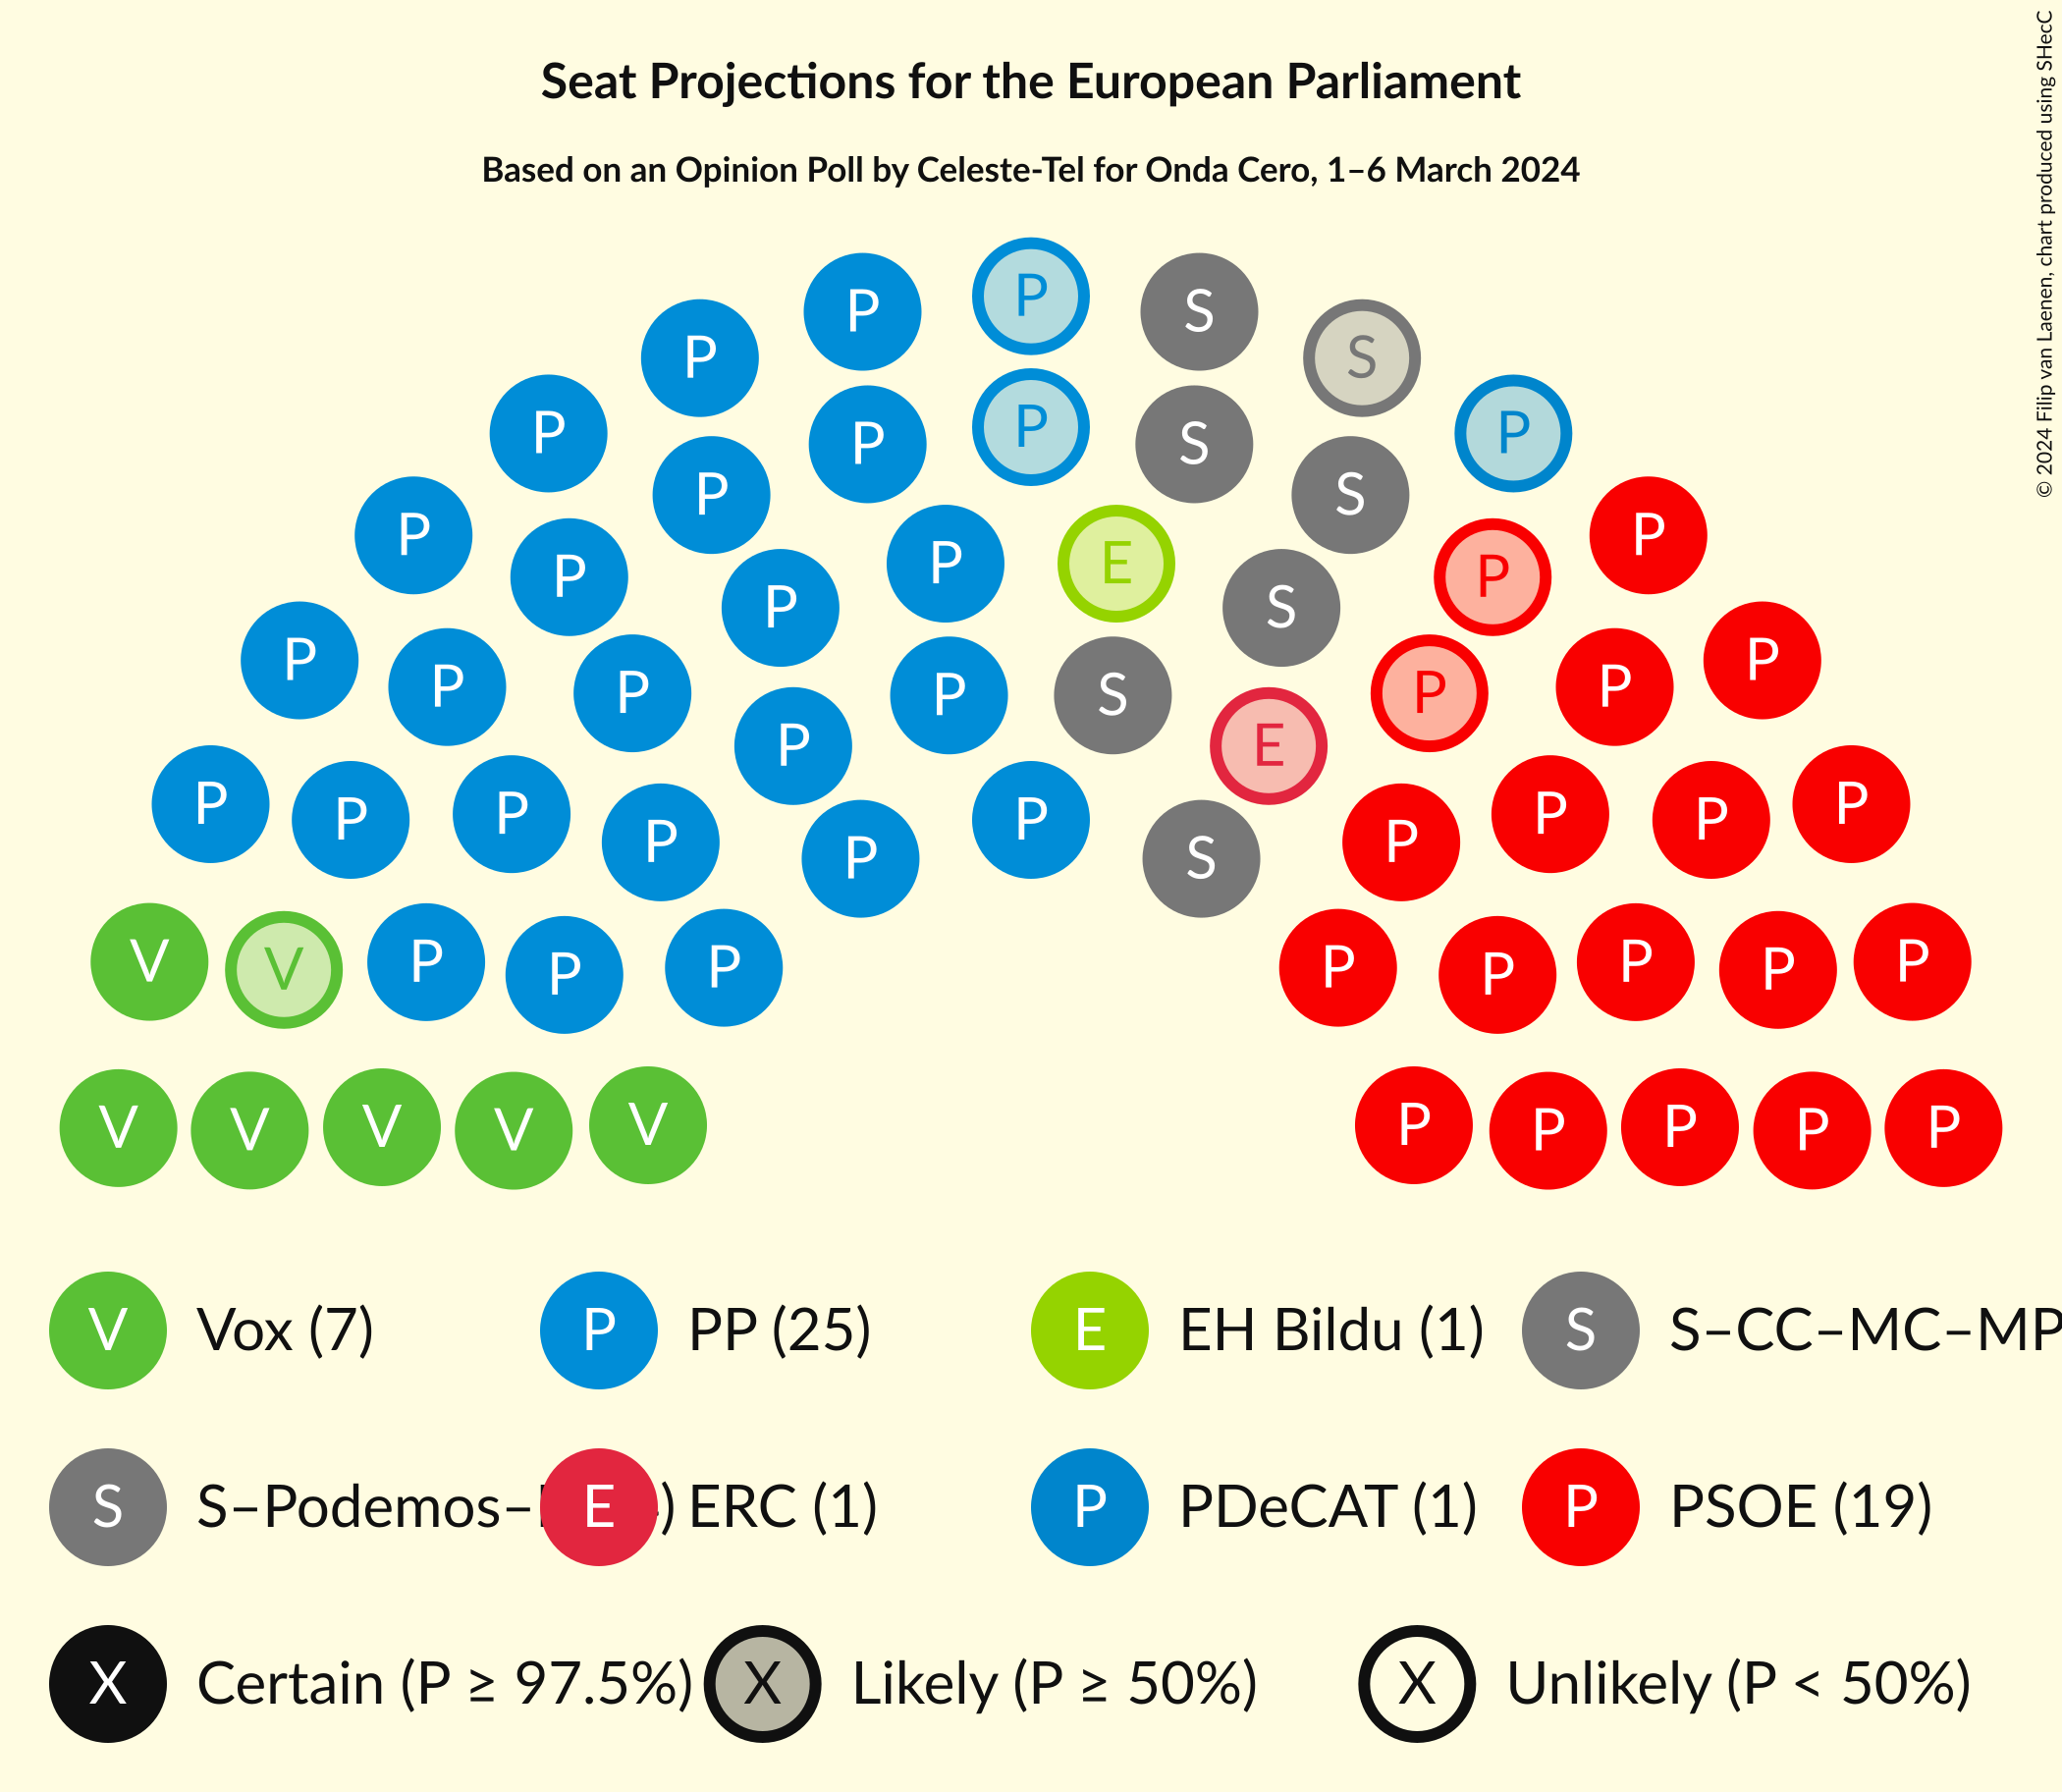 Seat Projections for the European Parliament
Based on an Opinion Poll by Celeste-Tel for Onda Cero, 1–6 March 2024
© 2024 Filip van Laenen, chart produced using SHecC
P P P S S
P P P P S S P
P P P E S P P
P P P P S P P
P P P P S E P P
P P P P P P S P P P P
V V P P P P P P P P
V V V V V P P P P P
V Vox (7) P PP (25) E EH Bildu (1) S S–CC–MC–MP
S S–Podemos– ) E ERC (1) P PDeCAT (1) P PSOE (19)
X Certain (P ≥ 97.5%) X Likely (P ≥ 50%) X Unlikely (P < 50%)